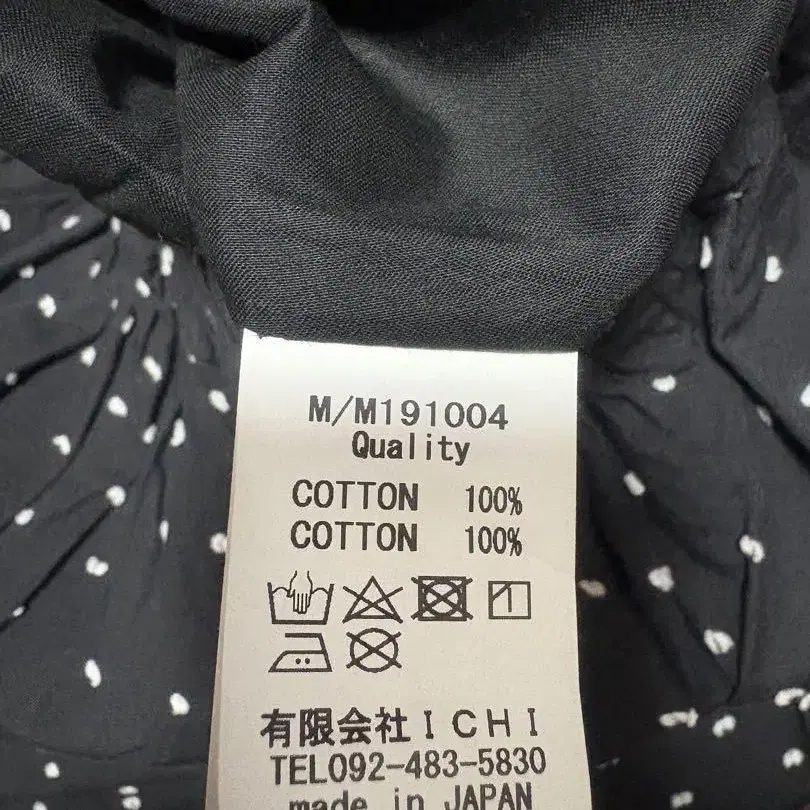 M/M191004
Quality
COTTON 100%
COTTON 100%
有限会社ICHI
TEL092-483-5830
made in JAPAN